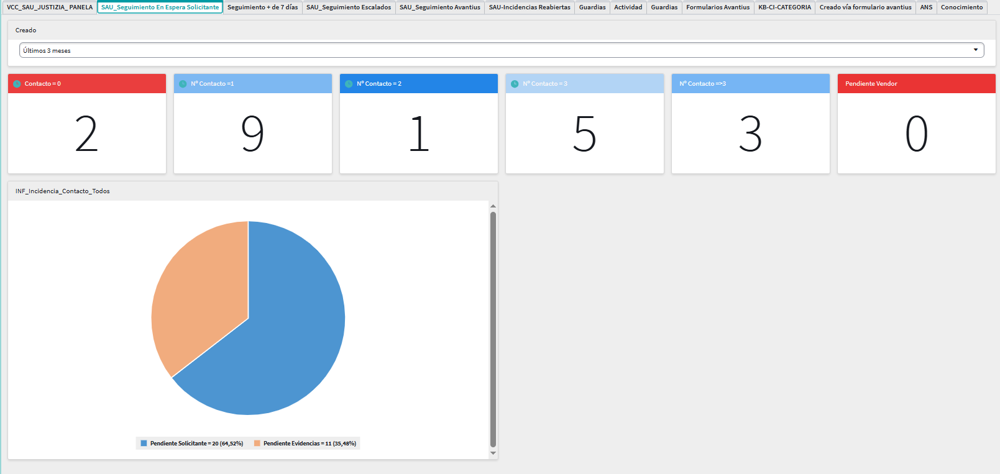 VCC_SAU_JUSTIZIA_ PANELA SAU_Seguimiento En Espera Solicitante Seguimiento + de 7 días SAU_Seguimiento Escalados SAU_Seguimiento Avantius SAU-Incidencias Reabiertas Guardias Actividad Guardias Formularios Avantius KB-CI-CATEGORIA Creado vía formulario avantius ANS Conocimiento
Creado
Últimos 3 meses
Contacto = 0
Nº Contacto =1
Nº Contacto = 2
Nº Contacto = 3
Nº Contacto =>3
Pendiente Vendor
2
9
1
5
3
0
INF_Incidencia_Contacto_Todos
Pendiente Solicitante = 20 (64,52%) Pendiente Evidencias = 11 (35,48%)